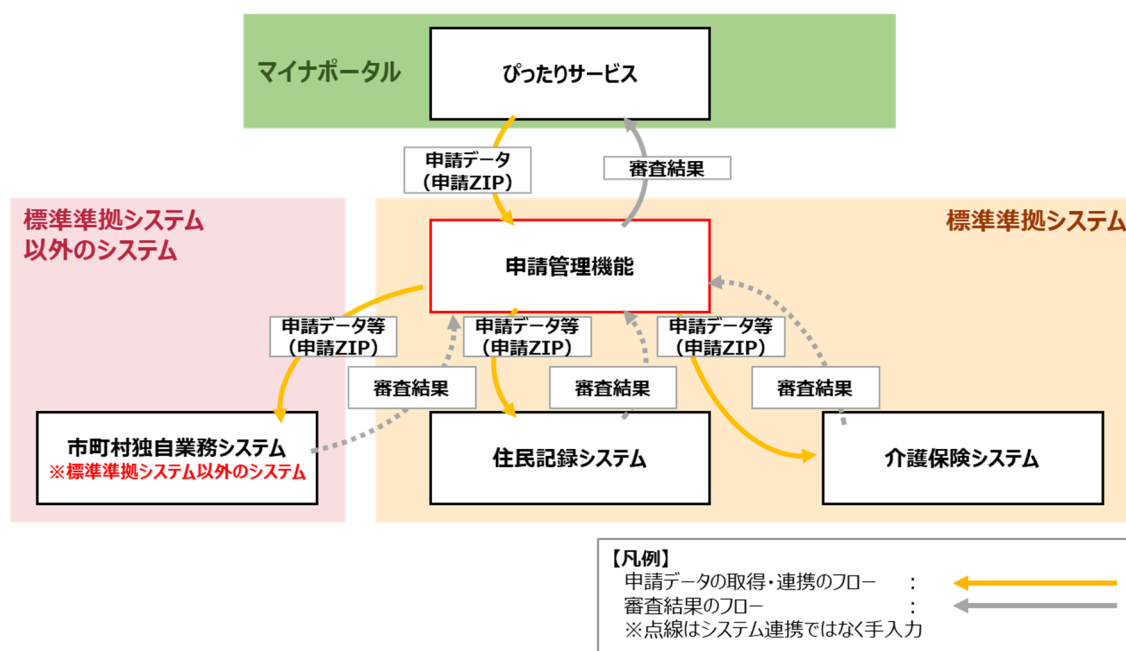 マイナポータル
ぴったりサービス
申請データ
（申請ZIP）
審査結果
標準準拠システム
以外のシステム
標準準拠システム
申請管理機能
申請データ等
（申請ZIP）
申請データ等
（申請ZIP）
申請データ等
（申請ZIP）
審査結果
審査結果
審査結果
市町村独自業務システム
※標準準拠システム以外のシステム
住民記録システム
介護保険システム
【凡例】
申請データの取得・連携のフロー　：
審査結果のフロー　：
※点線はシステム連携ではなく手入力